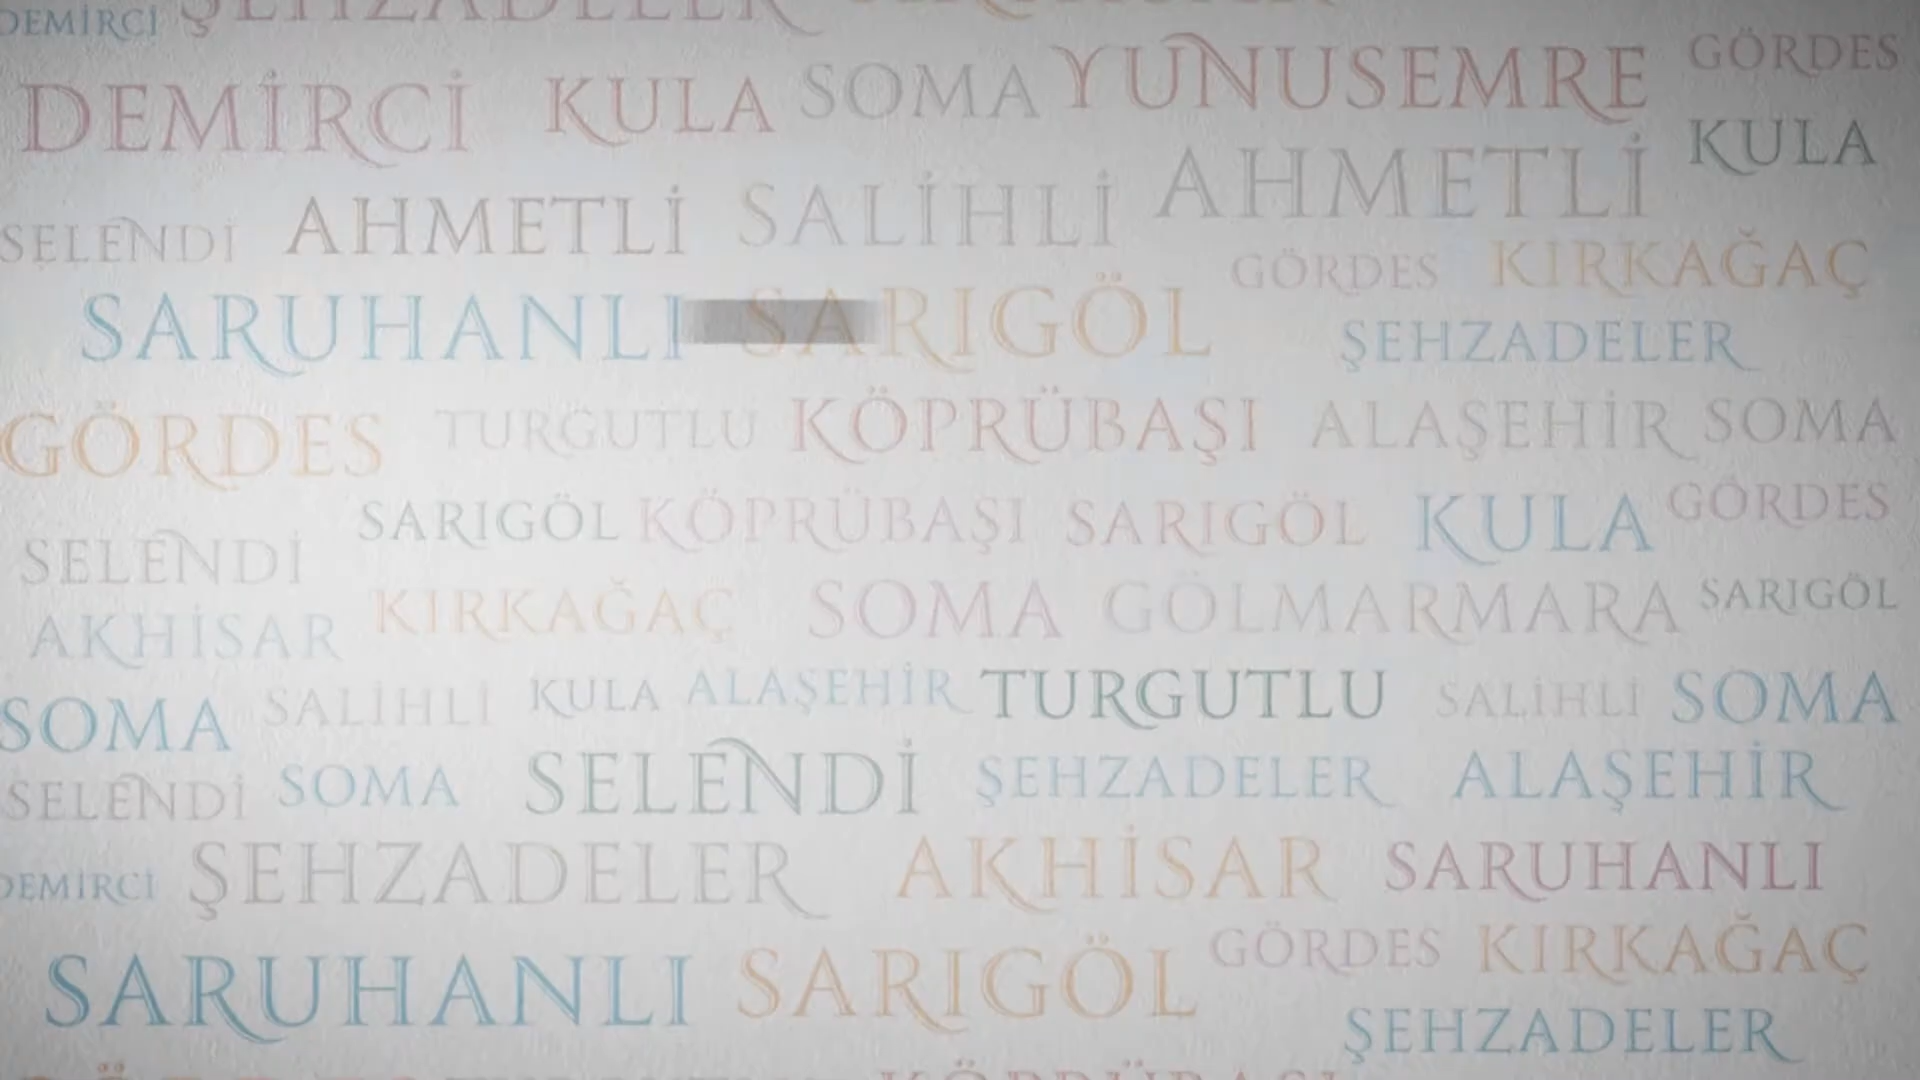 DEMİRCİ ŞEHZADELER
DEMİRCİ KULA SOMA YUNUSEMRE GÖRDES
KULA
SELENDİ AHMETLİ SALİHLİ AHMETLİ
GÖRDES KIRKAĞAÇ
SARUHANLI SARIGÖL ŞEHZADELER
GÖRDES TURGUTLU KÖPRÜBAŞI ALAŞEHİR SOMA
SELENDİ SARIGÖL KÖPRÜBAŞI SARIGÖL KULA GÖRDES
AKHİSAR KIRKAĞAÇ SOMA GÖLMARMARA SARIGÖL
SOMA SALİHLİ KULA ALAŞEHİR TURGUTLU SALİHLİ SOMA
SELENDİ SOMA SELENDİ ŞEHZADELER ALAŞEHİR
DEMİRCİ ŞEHZADELER AKHİSAR SARUHANLI
SARUHANLI SARIGÖL GÖRDES KIRKAĞAÇ
ŞEHZADELER